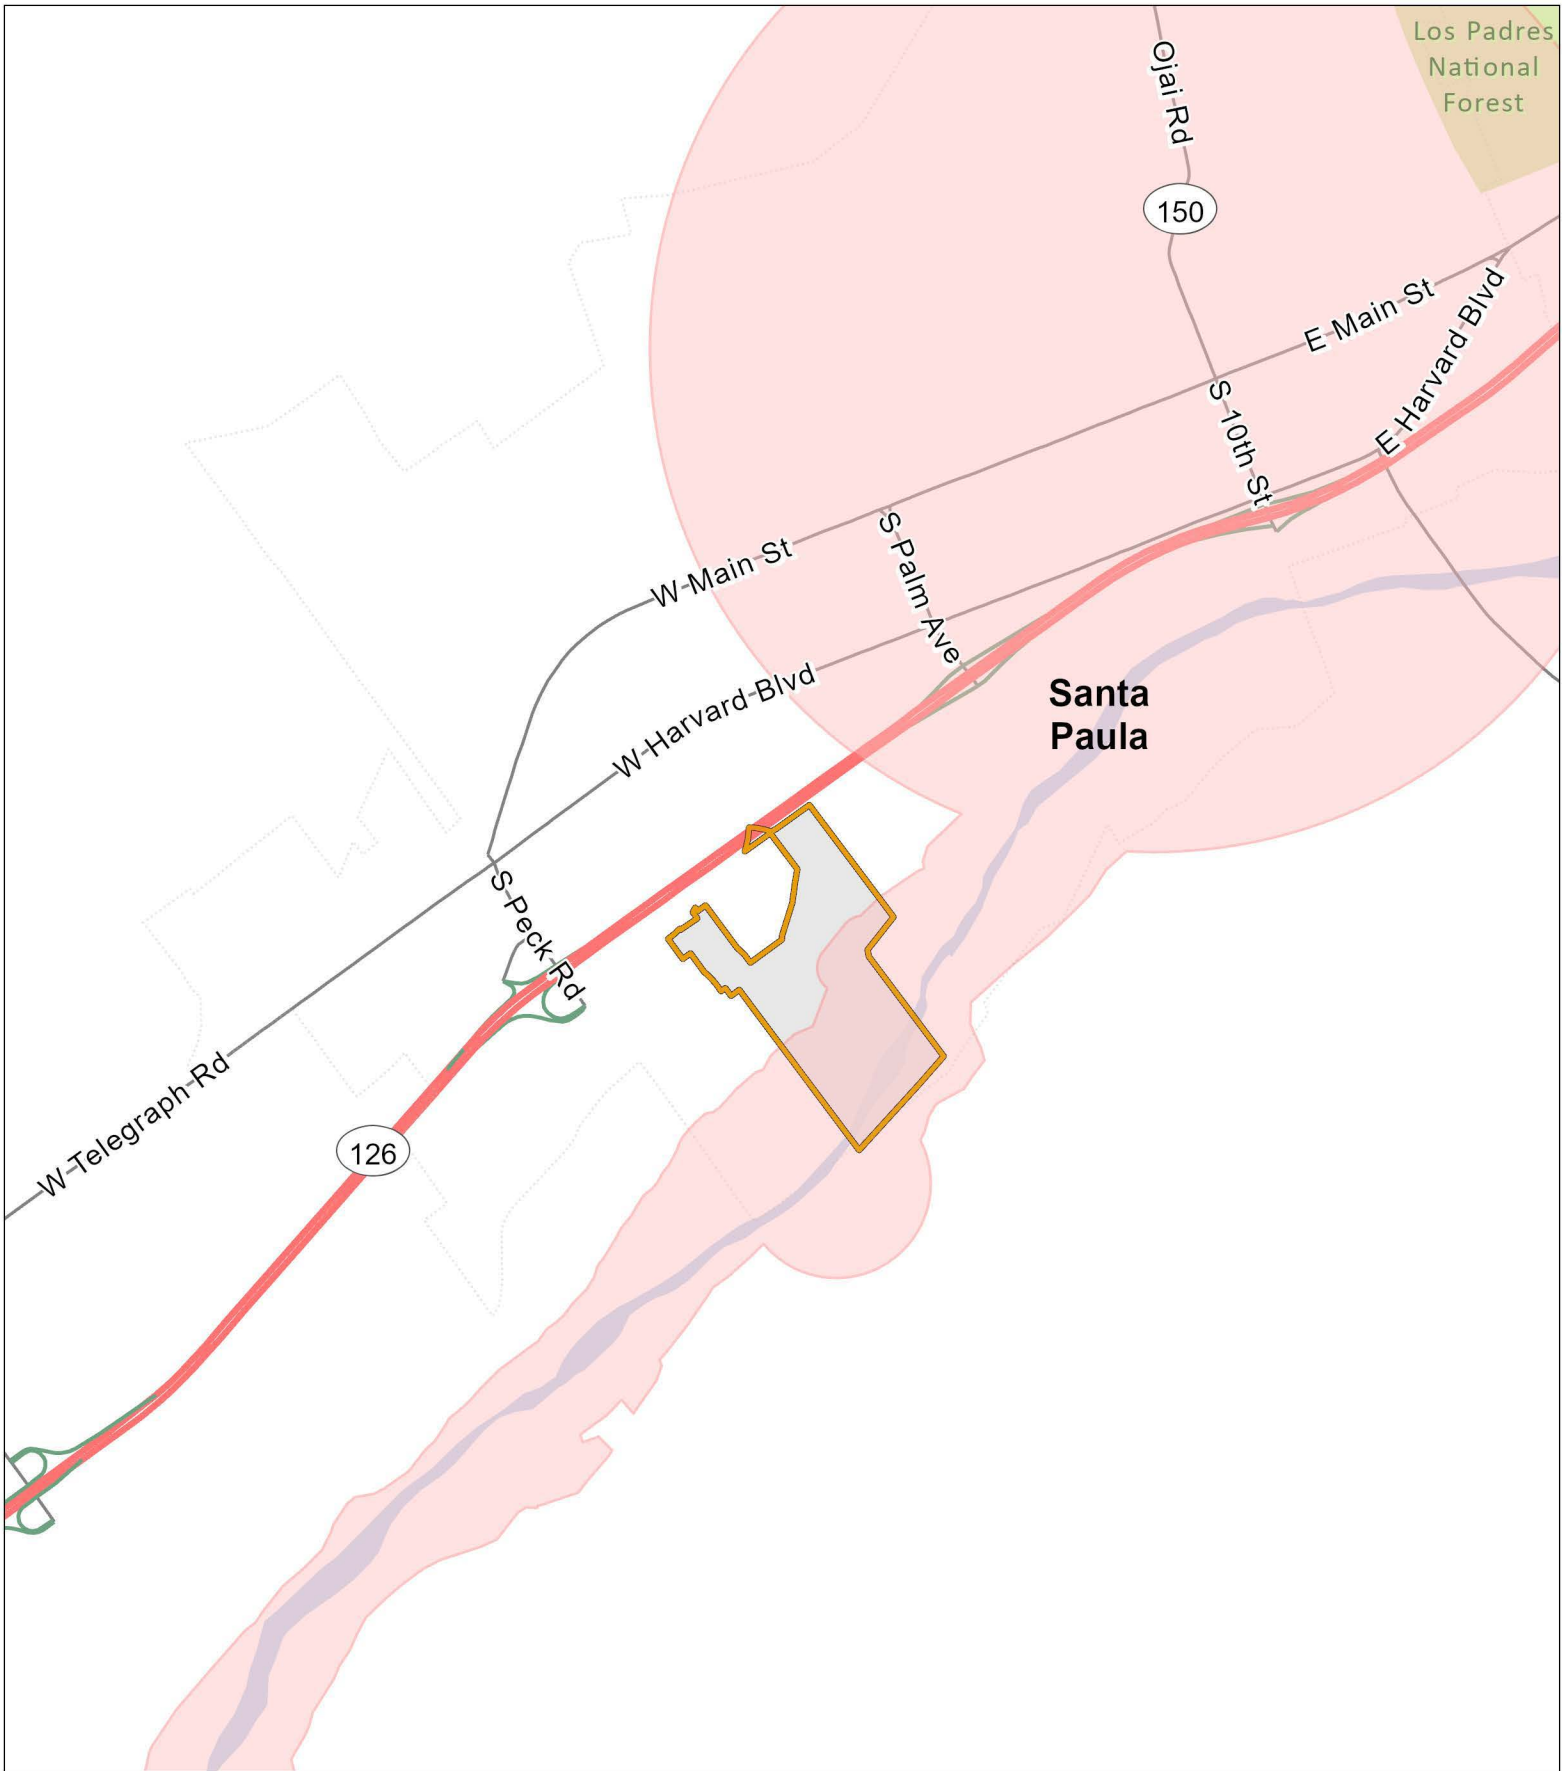 Los Padres
National
Forest
Ojai Rd
150
E Main St
E Harvard Blvd
S 10th St
S Palm Ave
W Main St
W Harvard Blvd
Santa
Paula
S Peck Rd
W Telegraph Rd
126